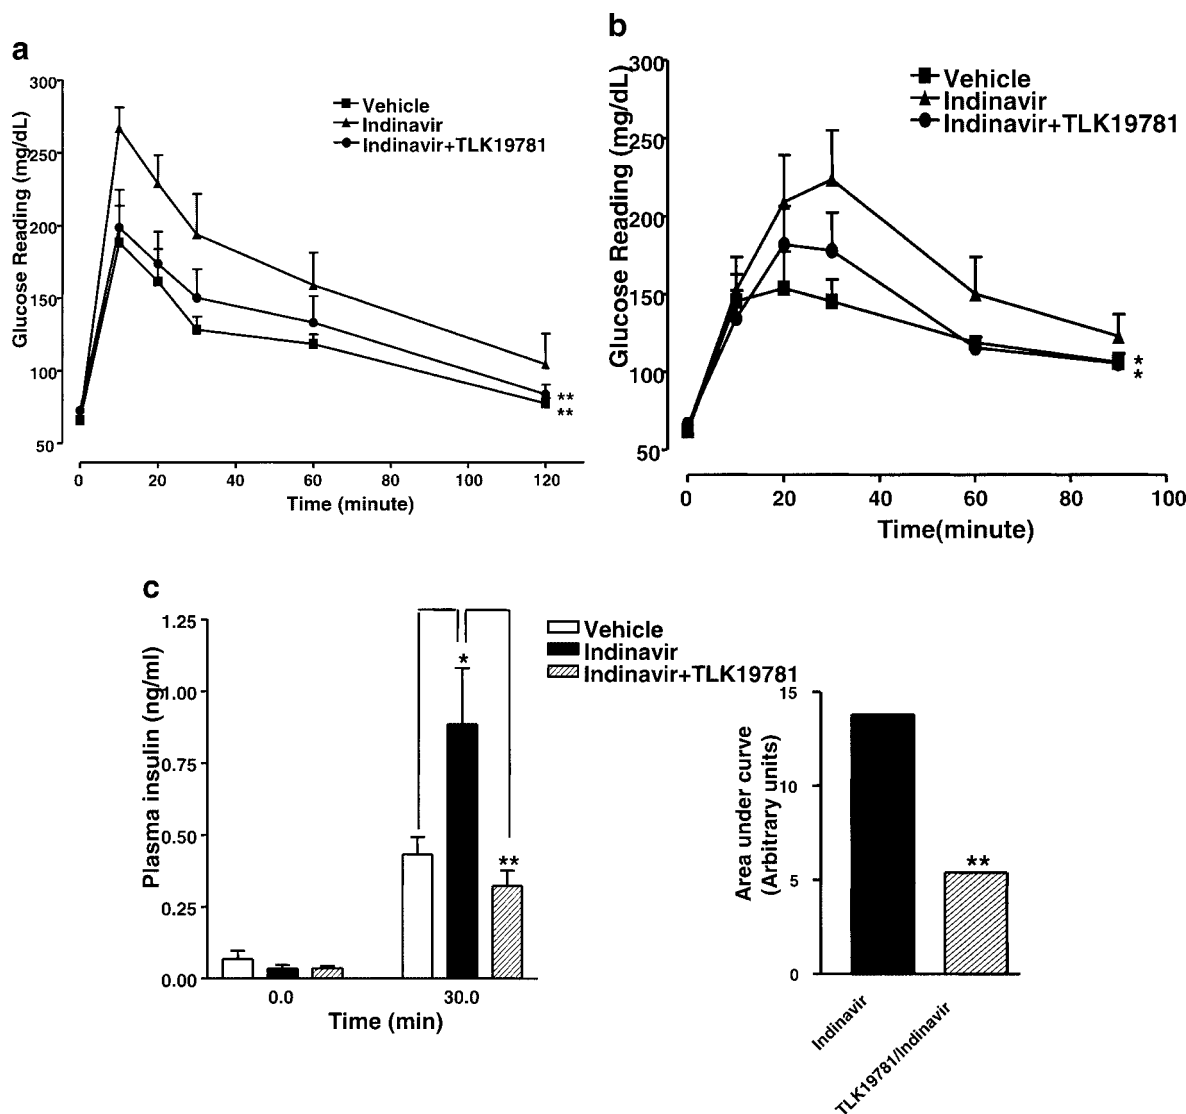 a
300
250
200
150
100
50
Glucose Reading (mg/dL)
Vehicle
Indinavir
Indinavir+TLK19781
**
**
0 20 40 60 80 100 120
Time (minute)
b
300
250
200
150
100
50
Glucose Reading (mg/dL)
Vehicle
Indinavir
Indinavir+TLK19781
*
*
0 20 40 60 80 100
Time(minute)
c
1.25
1.00
0.75
0.50
0.25
0.00
Plasma insulin (ng/ml)
*
**
Vehicle
Indinavir
Indinavir+TLK19781
0.0 30.0
Time (min)
15
10
5
0
Area under curve
(Arbitrary units)
**
Indinavir
TLK19781/Indinavir